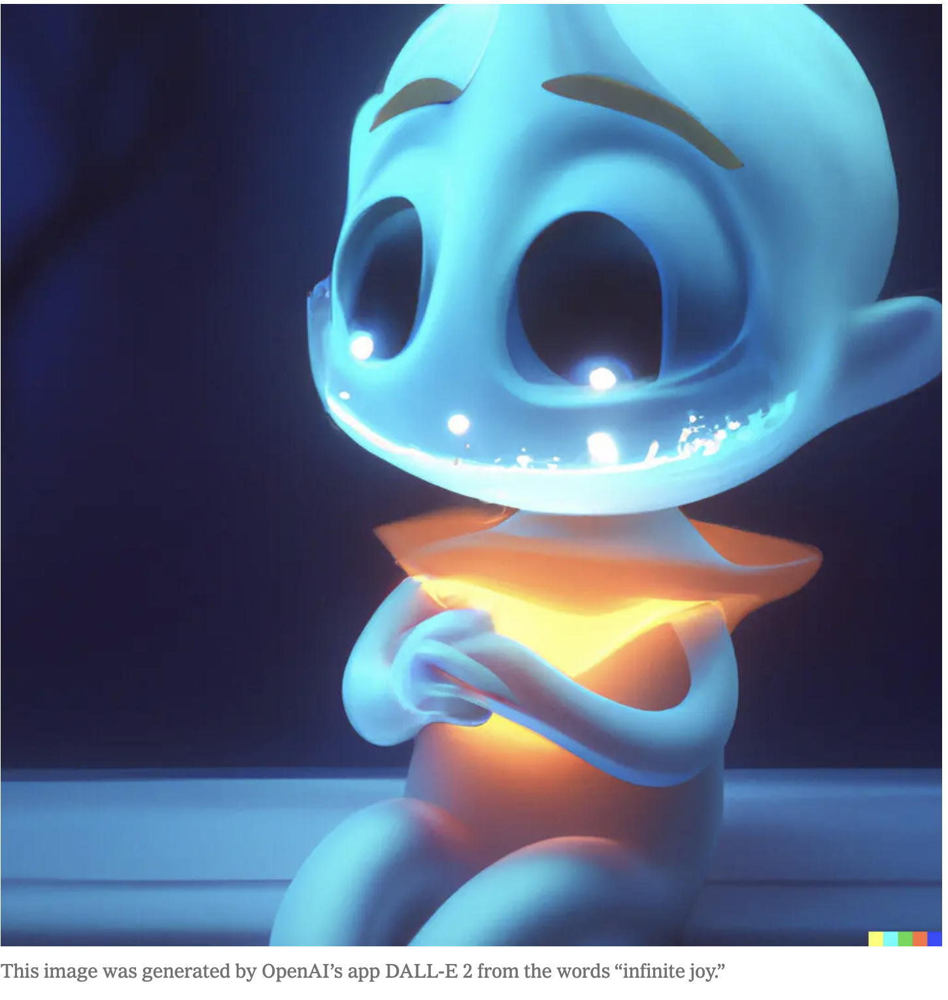 This image was generated by OpenAI’s app DALL-E 2 from the words “infinite joy.”